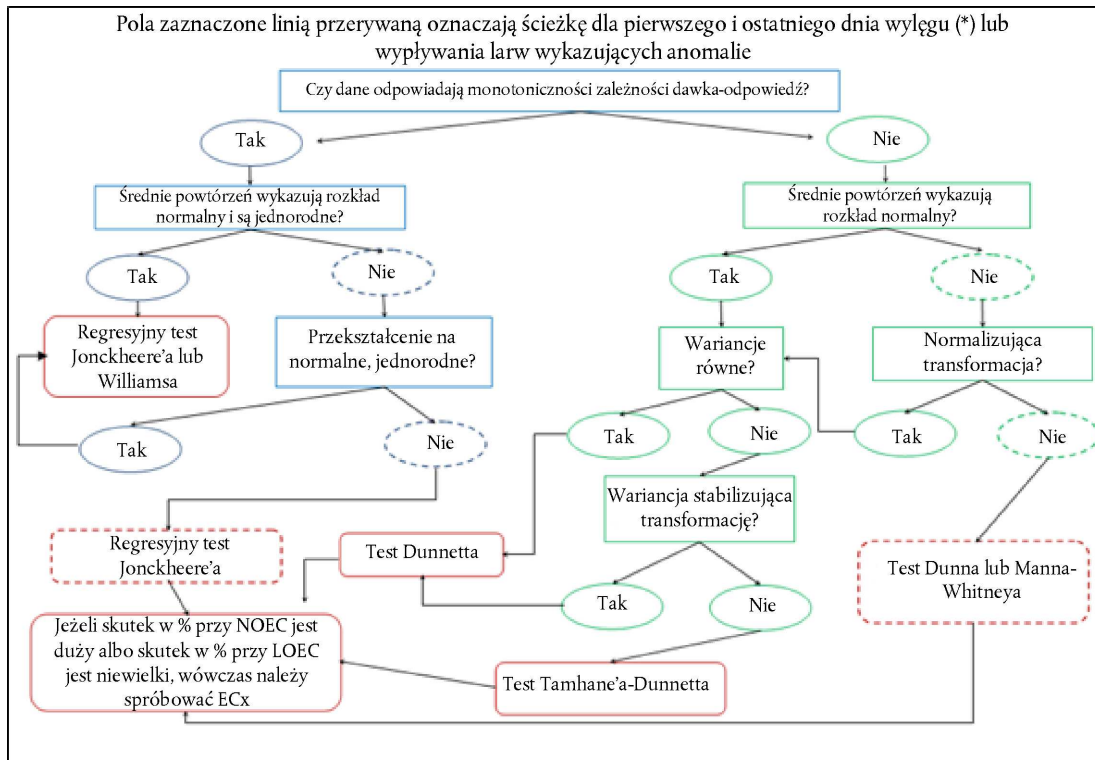 Pola zaznaczone linią przerywaną oznaczają ścieżkę dla pierwszego i ostatniego dnia wylęgu (*) lub
wypływania larw wykazujących anomalie
Czy dane odpowiadają monotoniczności zależności dawka-odpowiedź?
Tak
Nie
Średnie powtórzeń wykazują rozkład
normalny i są jednorodne?
Średnie powtórzeń wykazują
rozkład normalny?
Tak
Nie
Tak
Nie
Regresyjny test
Jonckheere’a lub
Williamsa
Przekształcenie na
normalne, jednorodne?
Wariancje
równe?
Normalizująca
transformacja?
Tak
Nie
Tak
Nie
Tak
Nie
Wariancja stabilizująca
transformację?
Regresyjny test
Jonckheere’a
Test Dunnetta
Test Dunna lub Manna-
Whitneya
Tak
Nie
Jeżeli skutek w % przy NOEC jest
duży albo skutek w % przy LOEC
jest niewielki, wówczas należy
spróbować ECx
Test Tamhane’a-Dunnetta